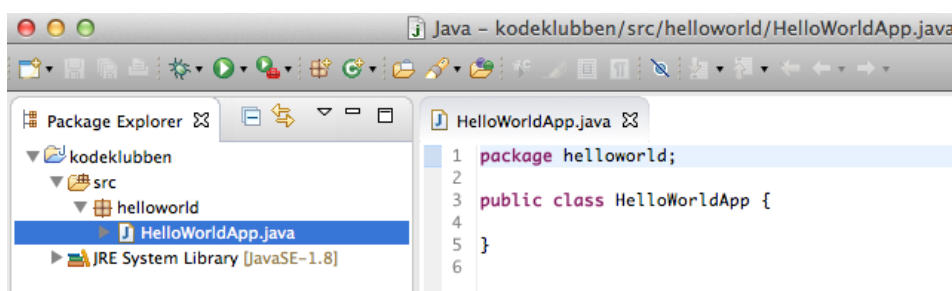 Java – kodeklubben/src/helloworld/HelloWorldApp.java
Package Explorer
kodeklubben
src
helloworld
HelloWorldApp.java
JRE System Library [JavaSE-1.8]
HelloWorldApp.java
1 package helloworld;
2
3 public class HelloWorldApp {
4
5 }
6